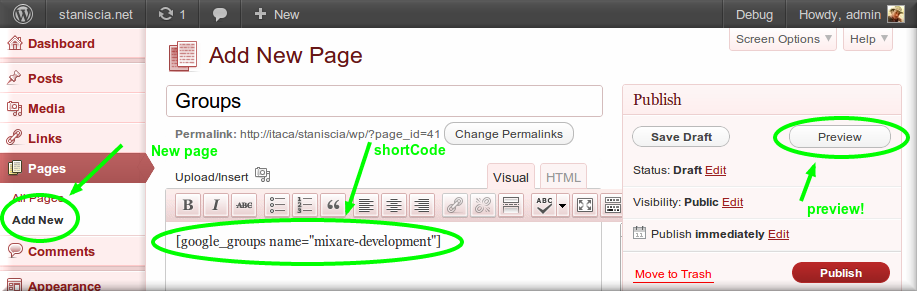 staniscia.net 1 0 + New Debug Howdy, admin
Dashboard
Posts
Media
Links
Pages
All Pages
Add New
Comments
Appearance
Add New Page
Screen Options Help
Groups
Permalink: http://itaca/staniscia/wp/?page_id=41 Change Permalinks
New page
shortCode
Upload/Insert Visual HTML
B I ABC ABC
[google_groups name="mixare-development"]
Publish
Save Draft Preview
Status: Draft Edit
Visibility: Public Edit
preview!
Publish immediately Edit
Move to Trash Publish